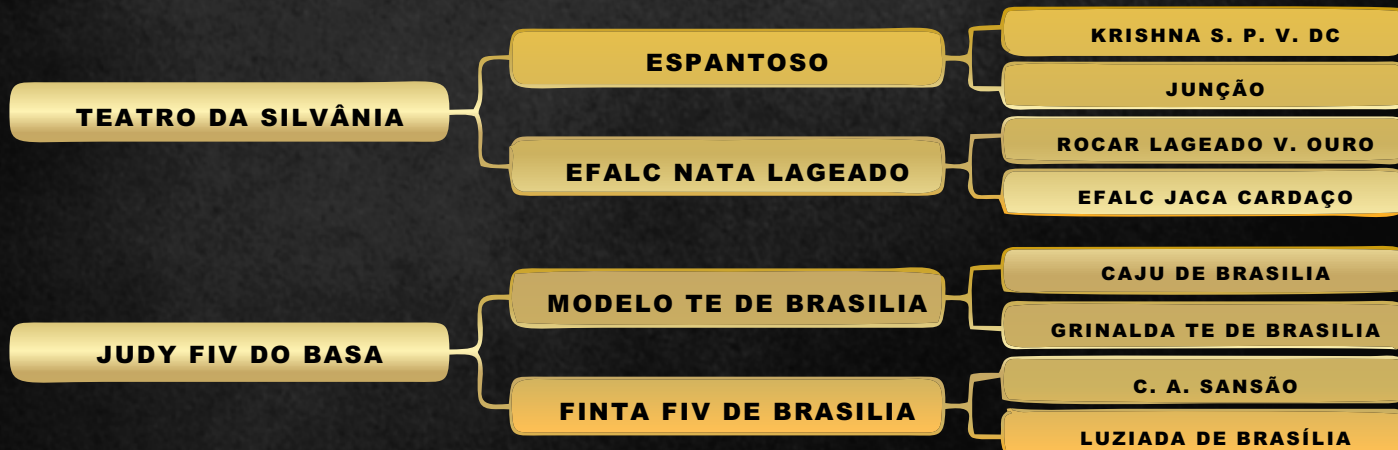 TEATRO DA SILVÂNIA
ESPANTOSO
KRISHNA S. P. V. DC
JUNÇÃO
EFALC NATA LAGEADO
ROCAR LAGEADO V. OURO
EFALC JACA CARDAÇO
JUDY FIV DO BASA
MODELO TE DE BRASILIA
CAJU DE BRASILIA
GRINALDA TE DE BRASILIA
FINTA FIV DE BRASILIA
C. A. SANSÃO
LUZIADA DE BRASÍLIA